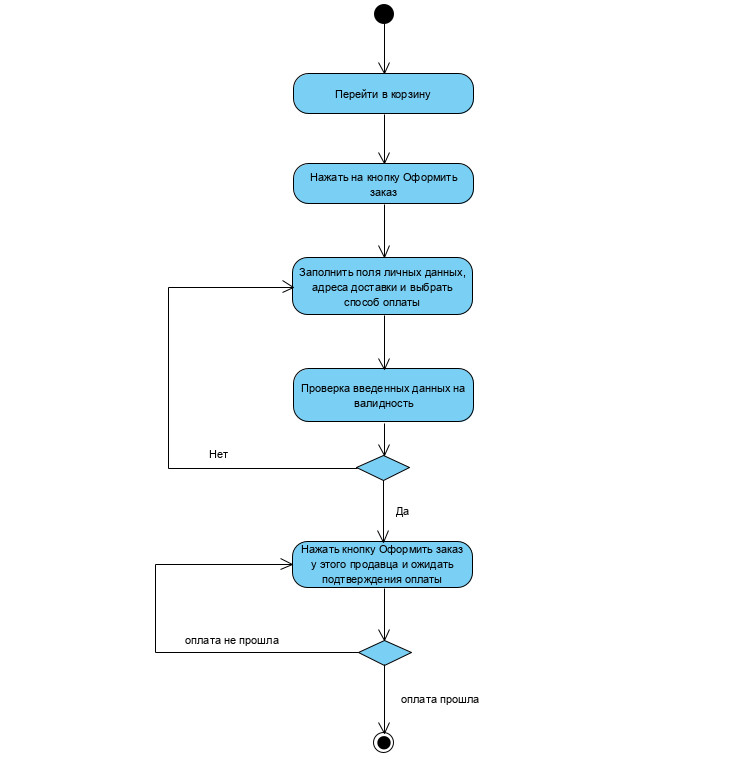 Перейти в корзину
Нажать на кнопку Оформить
заказ
Заполнить поля личных данных,
адреса доставки и выбрать
способ оплаты
Проверка введенных данных на
валидность
Нет
Да
Нажать кнопку Оформить заказ
у этого продавца и ожидать
подтверждения оплаты
оплата не прошла
оплата прошла